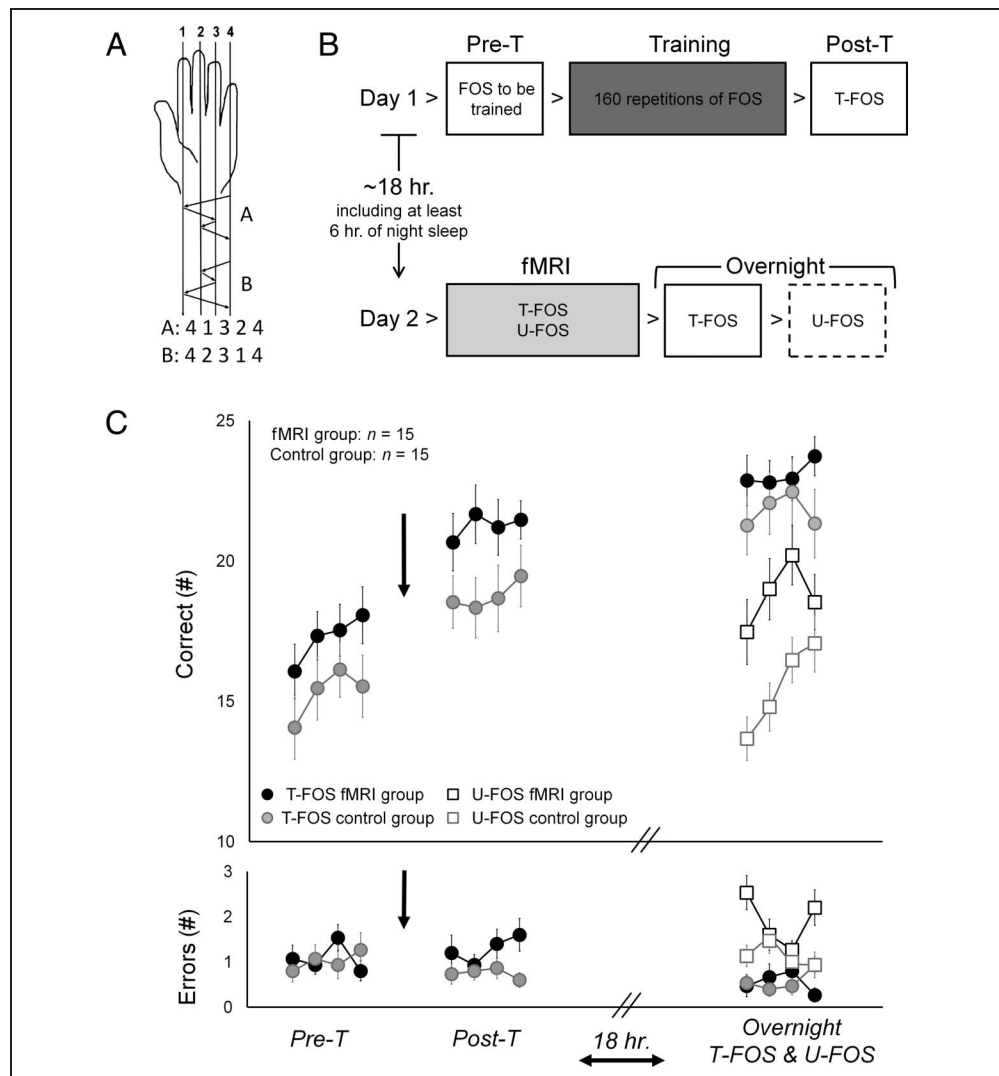 A
1 2 3 4
A
B
A: 4 1 3 2 4
B: 4 2 3 1 4
B
Pre-T
Training
Post-T
Day 1 >
FOS to be
trained
>
160 repetitions of FOS
>
T-FOS
~18 hr.
including at least
6 hr. of night sleep
fMRI
Overnight
Day 2 >
T-FOS
U-FOS
>
T-FOS
>
U-FOS
C
25
20
15
10
Correct (#)
fMRI group: n = 15
Control group: n = 15
T-FOS fMRI group
U-FOS fMRI group
T-FOS control group
U-FOS control group
3
2
1
0
Errors (#)
Pre-T
Post-T
18 hr.
Overnight
T-FOS & U-FOS